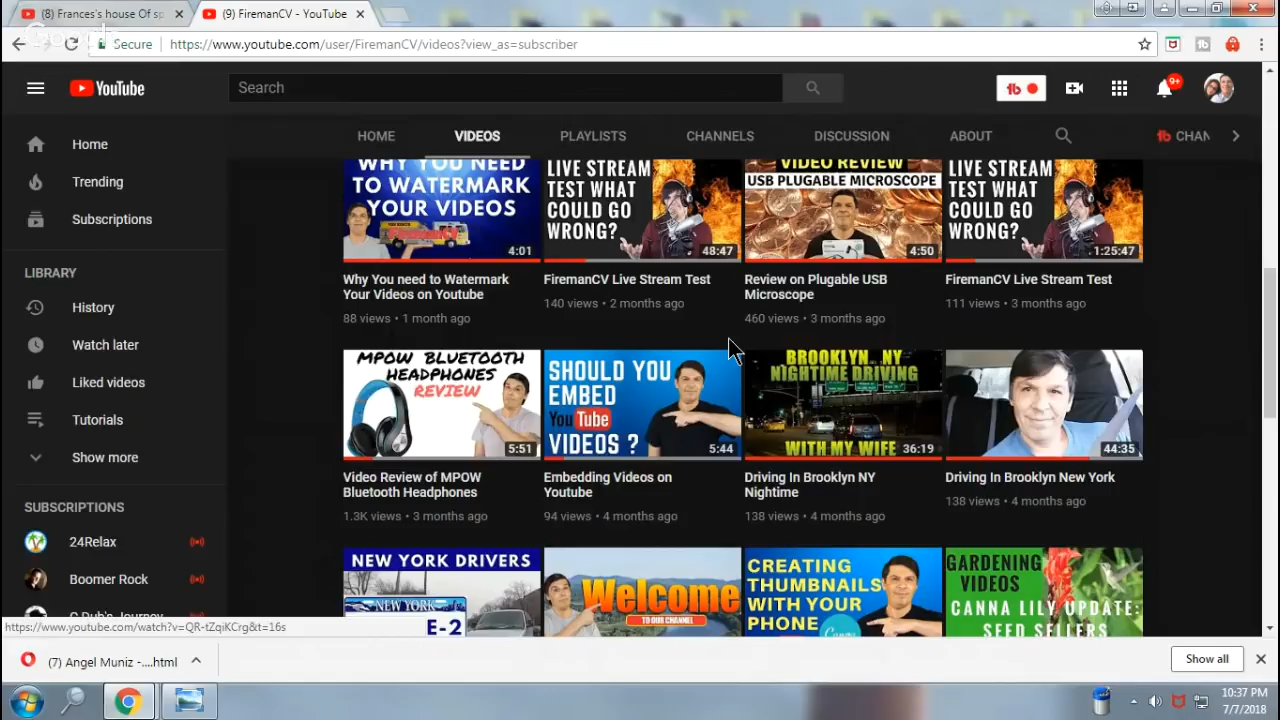 (8) Frances's house Of sp
(9) FiremanCV - YouTube
Secure
https://www.youtube.com/user/FiremanCV/videos?view_as=subscriber
YouTube
Search
9+
HOME
VIDEOS
PLAYLISTS
CHANNELS
DISCUSSION
ABOUT
CHAN
Home
Trending
Subscriptions
LIBRARY
History
Watch later
Liked videos
Tutorials
Show more
SUBSCRIPTIONS
24Relax
Boomer Rock
C Dub's Journey
WHY YOU NEED
TO WATERMARK
YOUR VIDEOS
FiremanCV
4:01
Why You need to Watermark
Your Videos on Youtube
88 views • 1 month ago
LIVE STREAM
TEST WHAT
COULD GO
WRONG?
48:47
FiremanCV Live Stream Test
140 views • 2 months ago
VIDEO REVIEW
USB PLUGABLE MICROSCOPE
4:50
Review on Plugable USB
Microscope
460 views • 3 months ago
LIVE STREAM
TEST WHAT
COULD GO
WRONG?
1:25:47
FiremanCV Live Stream Test
111 views • 3 months ago
MPOW BLUETOOTH
HEADPHONES
REVIEW
5:51
Video Review of MPOW
Bluetooth Headphones
1.3K views • 3 months ago
SHOULD YOU
EMBED
YouTube
VIDEOS ?
5:44
Embedding Videos on
Youtube
94 views • 4 months ago
BROOKLYN NY
NIGHTIME DRIVING
WITH MY WIFE
36:19
Driving In Brooklyn NY
Nightime
138 views • 4 months ago
44:35
Driving In Brooklyn New York
138 views • 4 months ago
NEW YORK DRIVERS
NEW YORK
E-2
Welcome
TO OUR CHANNEL
CREATING
THUMBNAILS
WITH YOUR
PHONE
Canva
GARDENING
VIDEOS
CANNA LILY UPDATE:
SEED SELLERS
https://www.youtube.com/watch?v=QR-tZqiKCrg&t=16s
(7) Angel Muniz -....html
Show all
10:37 PM
7/7/2018